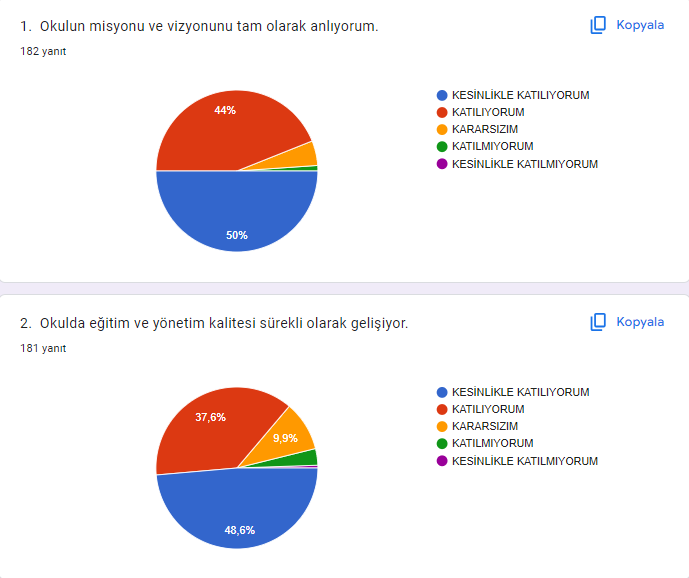 1. Okulun misyonu ve vizyonunu tam olarak anlıyorum.
Kopyala
182 yanıt
KESİNLİKLE KATILIYORUM
KATILIYORUM
KARARSIZIM
KATILMIYORUM
KESİNLİKLE KATILMIYORUM
44%
50%
2. Okulda eğitim ve yönetim kalitesi sürekli olarak gelişiyor.
Kopyala
181 yanıt
KESİNLİKLE KATILIYORUM
KATILIYORUM
KARARSIZIM
KATILMIYORUM
KESİNLİKLE KATILMIYORUM
37,6%
9,9%
48,6%